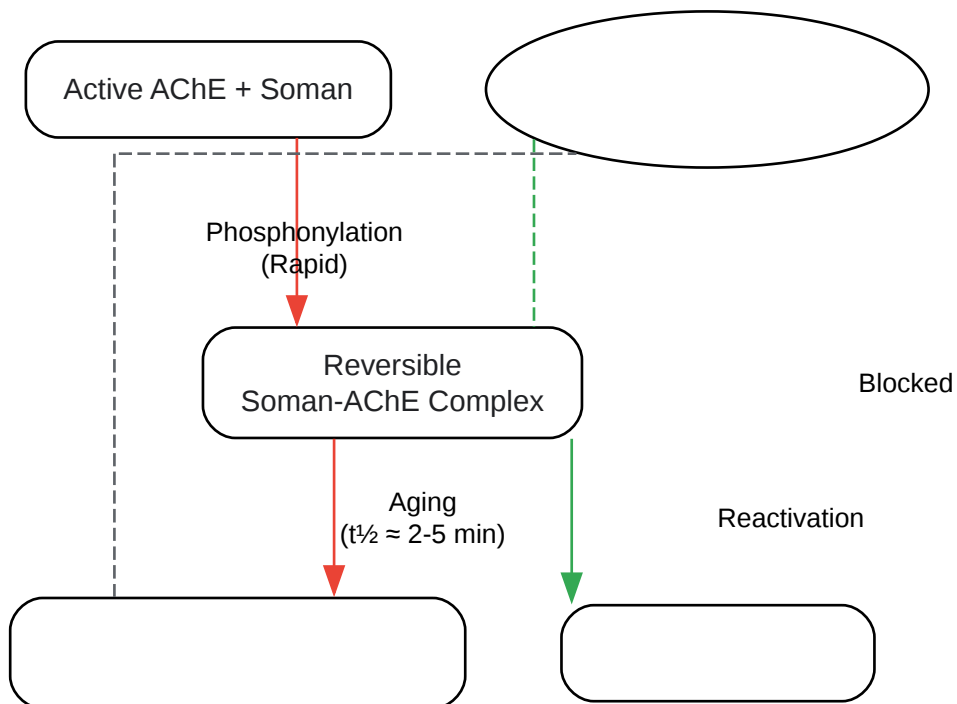 Active AChE + Soman
Phosphonylation
(Rapid)
Reversible
Soman-AChE Complex
Blocked
Aging
(t½ ≈ 2-5 min)
Reactivation